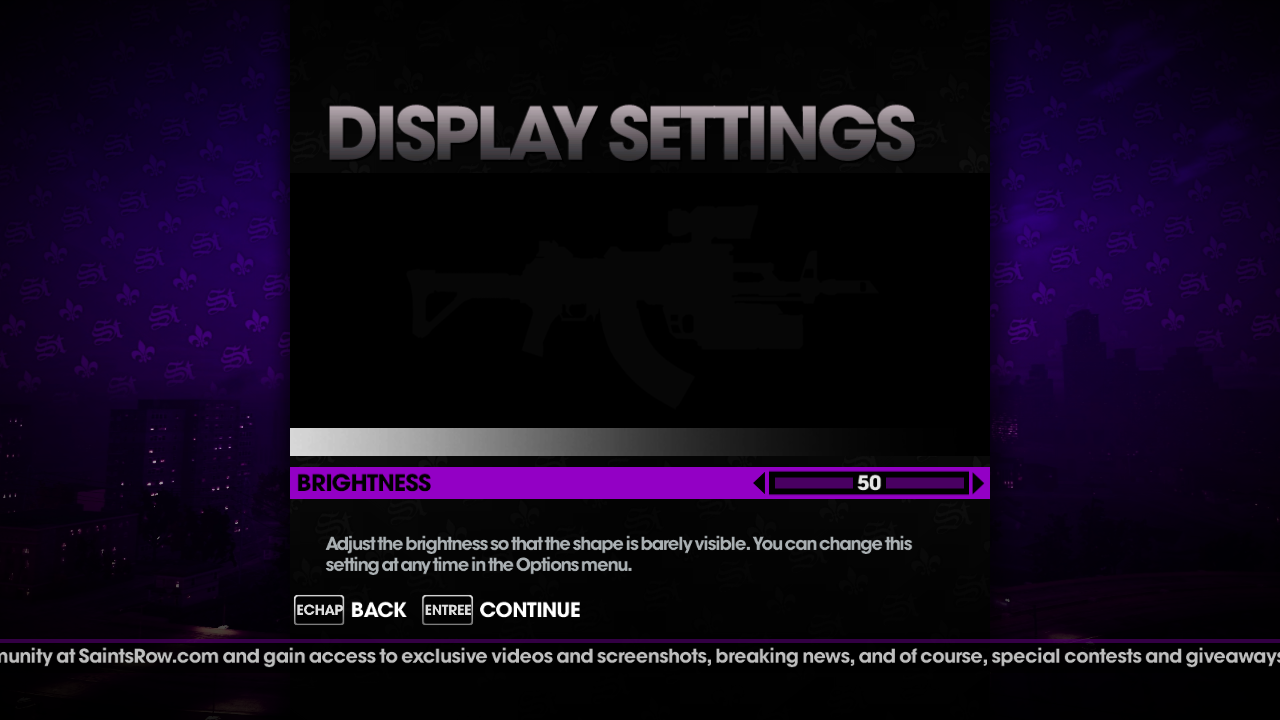 DISPLAY SETTINGS
BRIGHTNESS
50
Adjust the brightness so that the shape is barely visible. You can change this
setting at any time in the Options menu.
ECHAP BACK ENTREE CONTINUE
munity at SaintsRow.com and gain access to exclusive videos and screenshots, breaking news, and of course, special contests and giveaways